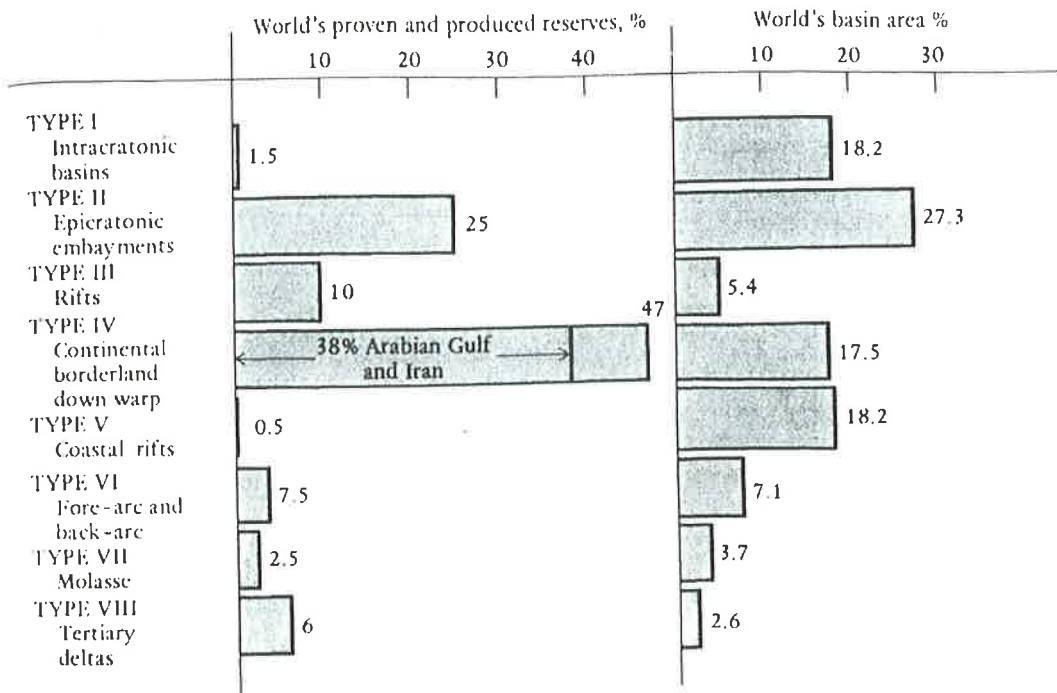 World's proven and produced reserves, %
World's basin area %
10 20 30 40
10 20 30
TYPE I
Intracratonic
basins
1.5
18.2
TYPE II
Epicratonic
embayments
25
27.3
TYPE III
Rifts
10
5.4
TYPE IV
Continental
borderland
down warp
38% Arabian Gulf
and Iran
47
17.5
TYPE V
Coastal rifts
0.5
18.2
TYPE VI
Fore-arc and
back-arc
7.5
7.1
TYPE VII
Molasse
2.5
3.7
TYPE VIII
Tertiary
deltas
6
2.6